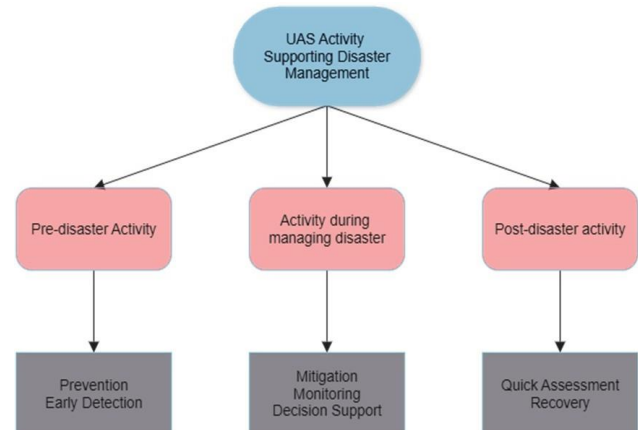 UAS Activity
Supporting Disaster
Management
Pre-disaster Activity
Activity during
managing disaster
Post-disaster activity
Prevention
Early Detection
Mitigation
Monitoring
Decision Support
Quick Assessment
Recovery